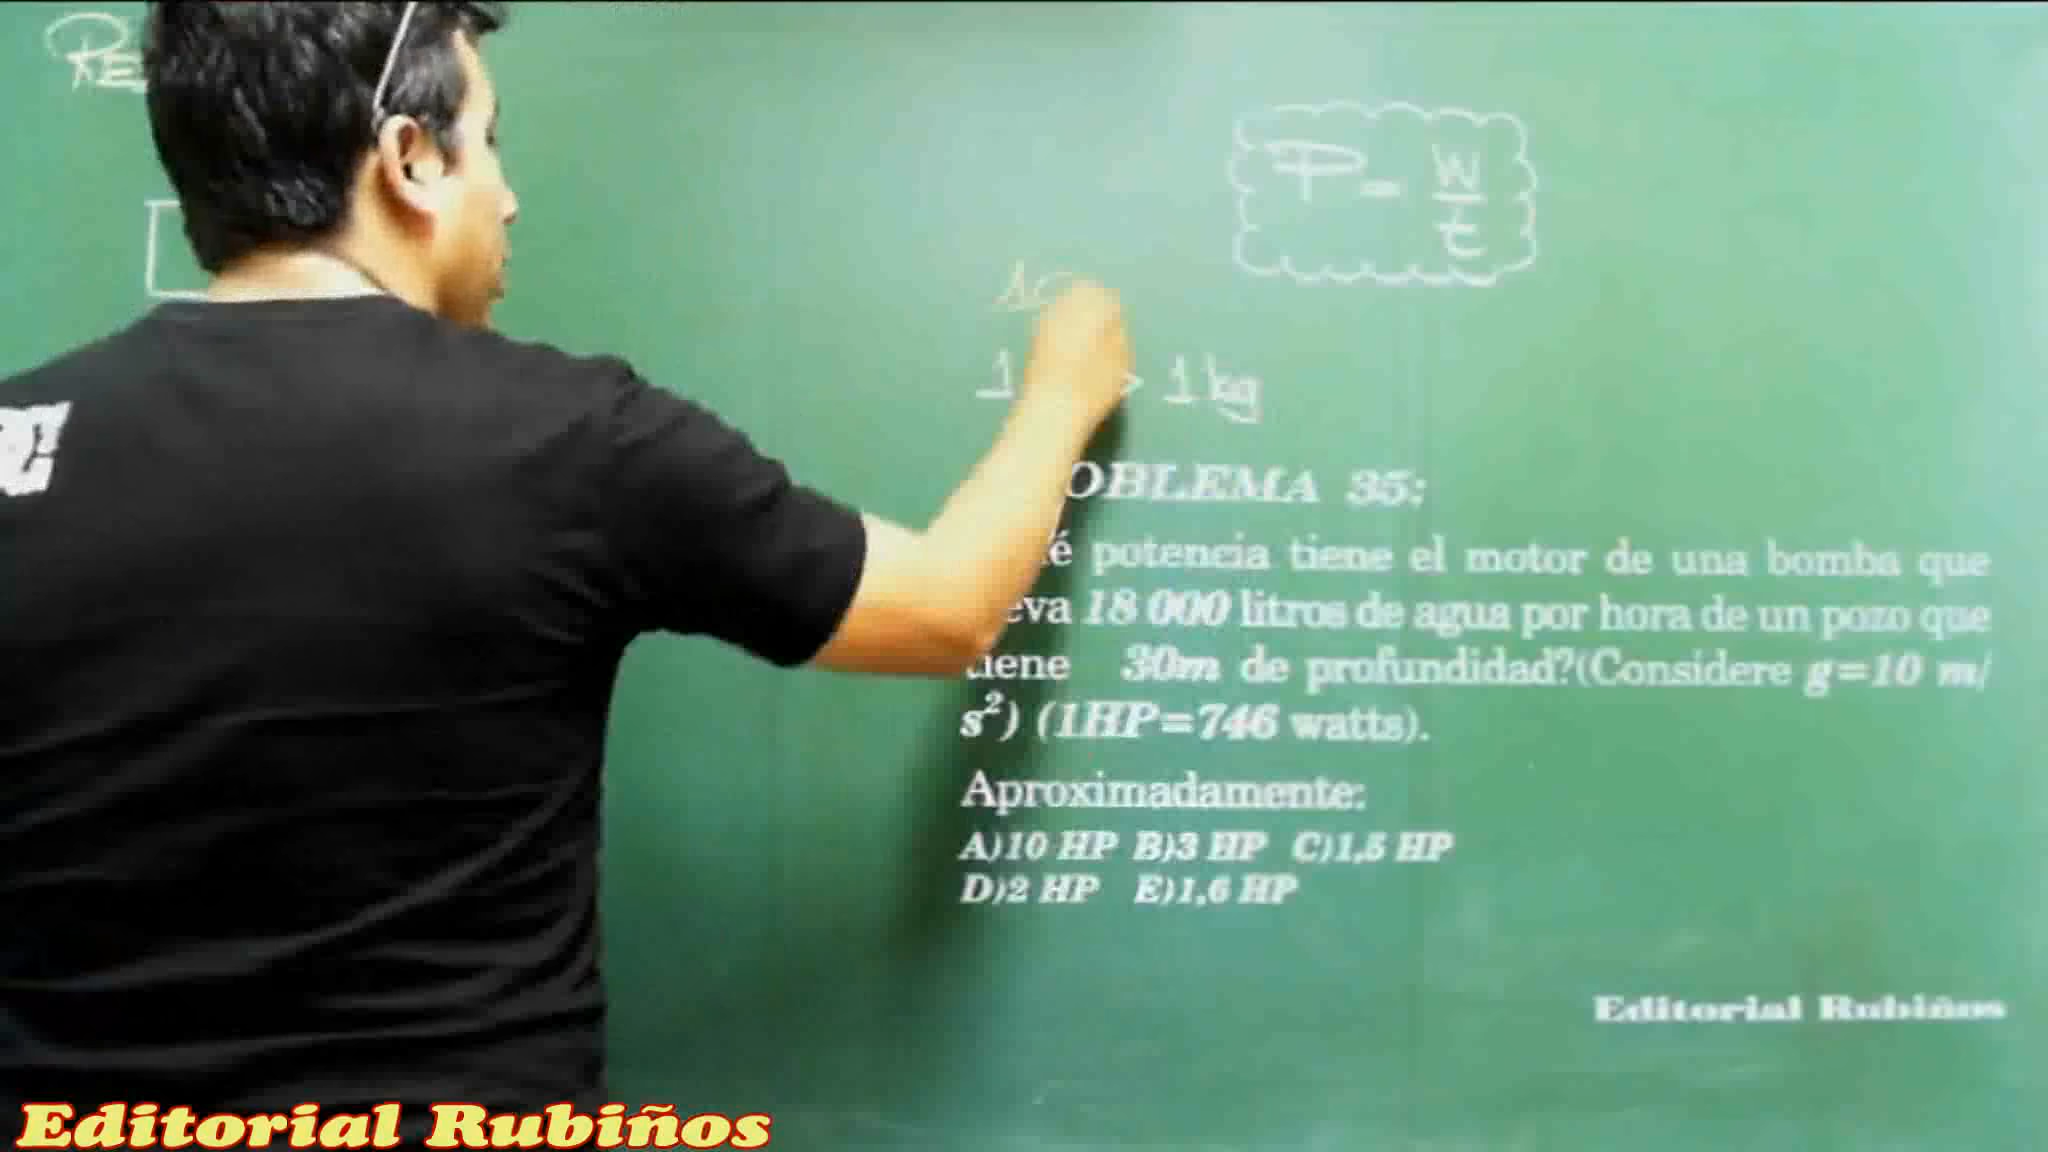 P = W
t
1 > 1 kg
OBLEMA 35:
é potencia tiene el motor de una bomba que
eva 18 000 litros de agua por hora de un pozo que
tiene 30m de profundidad?(Considere g=10 m/
s²) (1HP=746 watts).
Aproximadamente:
A)10 HP B)3 HP C)1,5 HP
D)2 HP E)1,6 HP
Editorial Rubiños
Editorial Rubiños